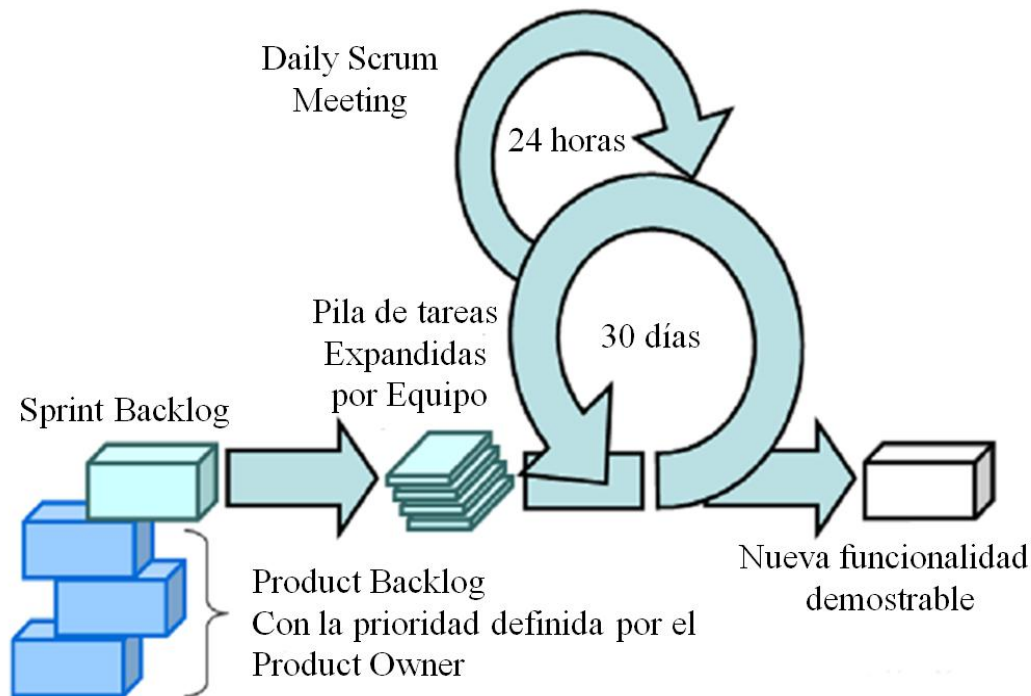 Daily Scrum
Meeting
24 horas
Pila de tareas
Expandidas
por Equipo
30 días
Sprint Backlog
Nueva funcionalidad
demostrable
Product Backlog
Con la prioridad definida por el
Product Owner